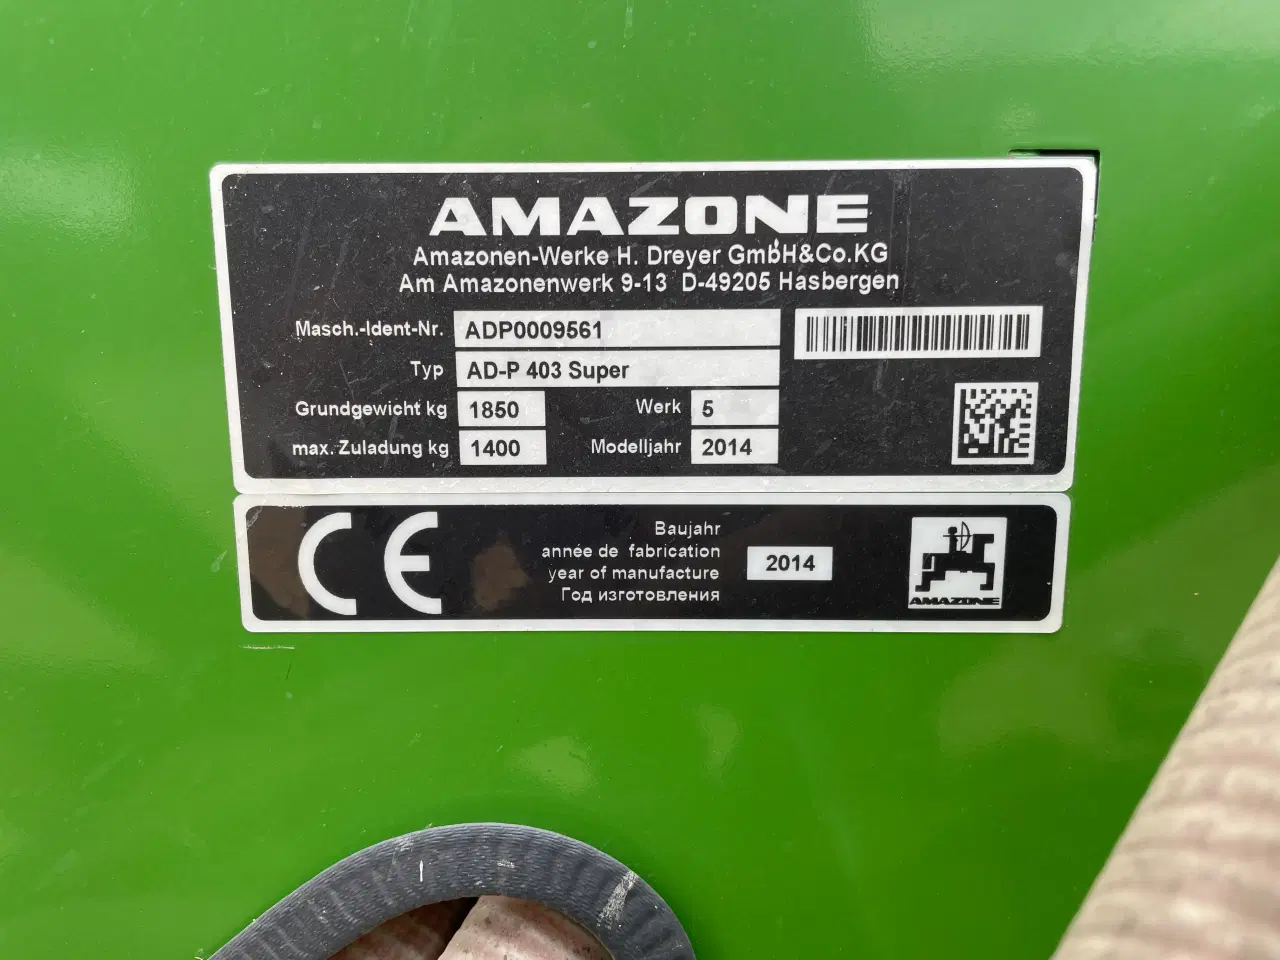 AMAZONE
Amazonen-Werke H. Dreyer GmbH&Co.KG
Am Amazonenwerk 9-13 D-49205 Hasbergen
Masch.-Ident-Nr. ADP0009561
Typ AD-P 403 Super
Grundgewicht kg 1850 Werk 5
max. Zuladung kg 1400 Modelljahr 2014
CE
Baujahr
année de fabrication
year of manufacture
Год изготовления
2014
AMAZONE